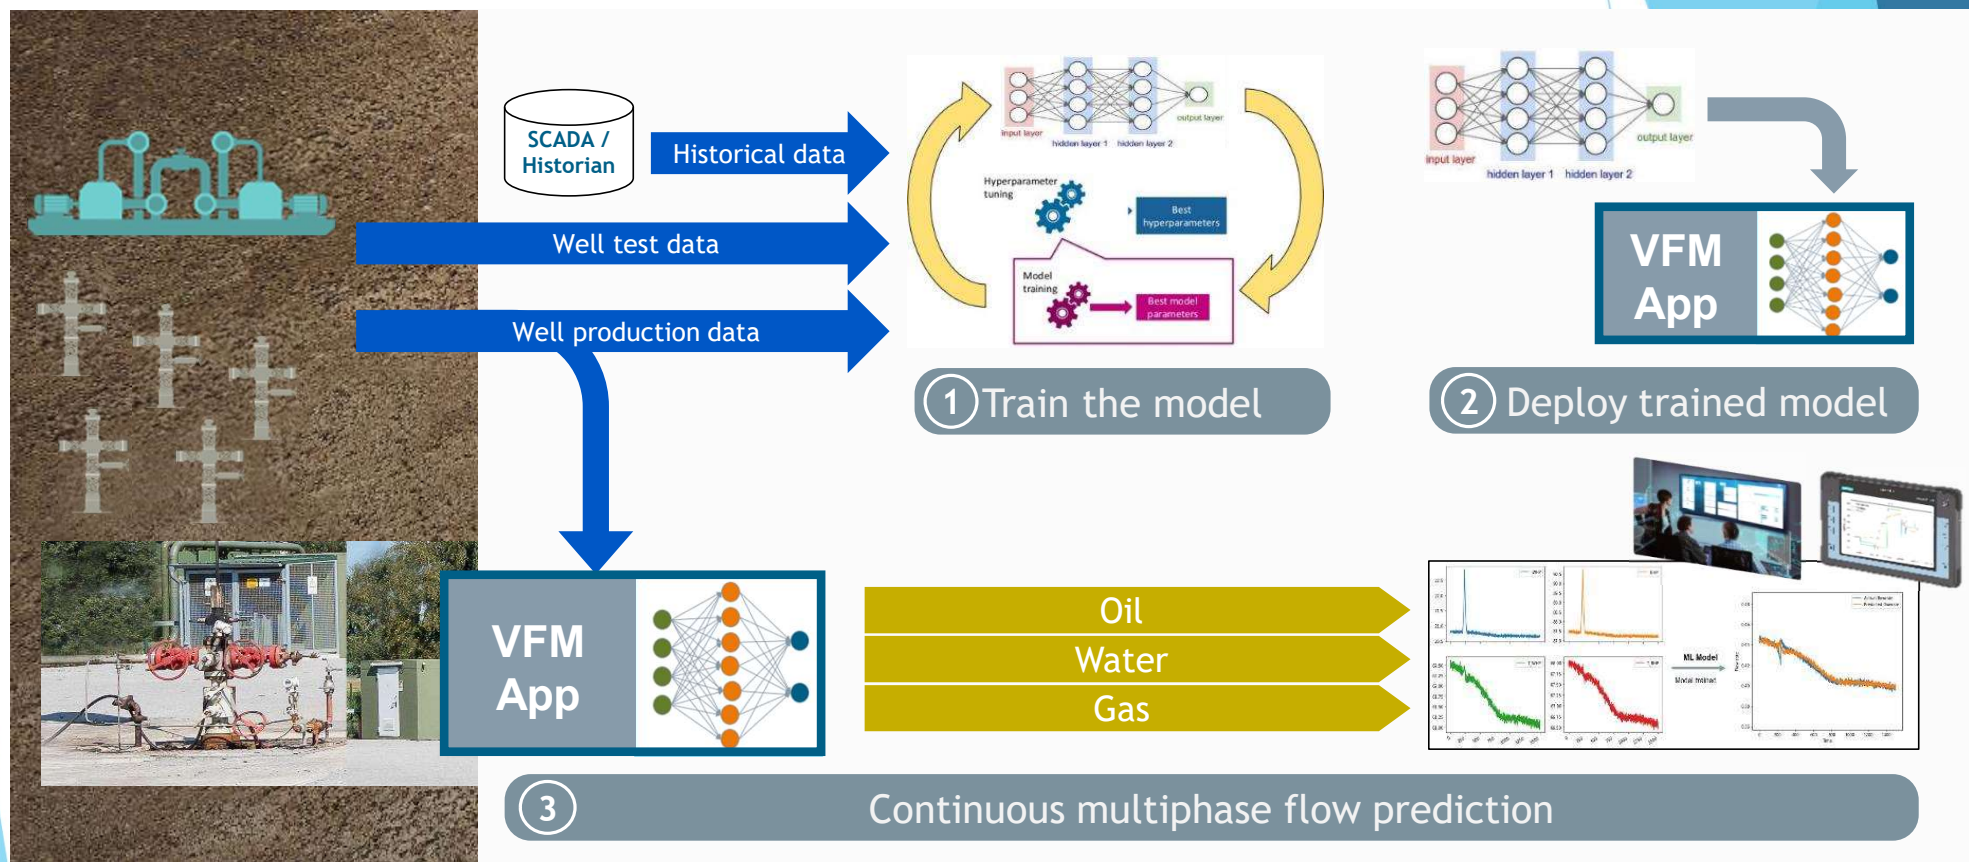 SCADA /
Historian
Historical data
Well test data
Well production data
input layer
hidden layer 1 hidden layer 2
output layer
Hyperparameter
tuning
Best
hyperparameters
Model
training
Best model
parameters
1 Train the model
input layer
hidden layer 1 hidden layer 2
output layer
VFM
App
2 Deploy trained model
VFM
App
Oil
Water
Gas
ML Model
Model trained
Time
3 Continuous multiphase flow prediction